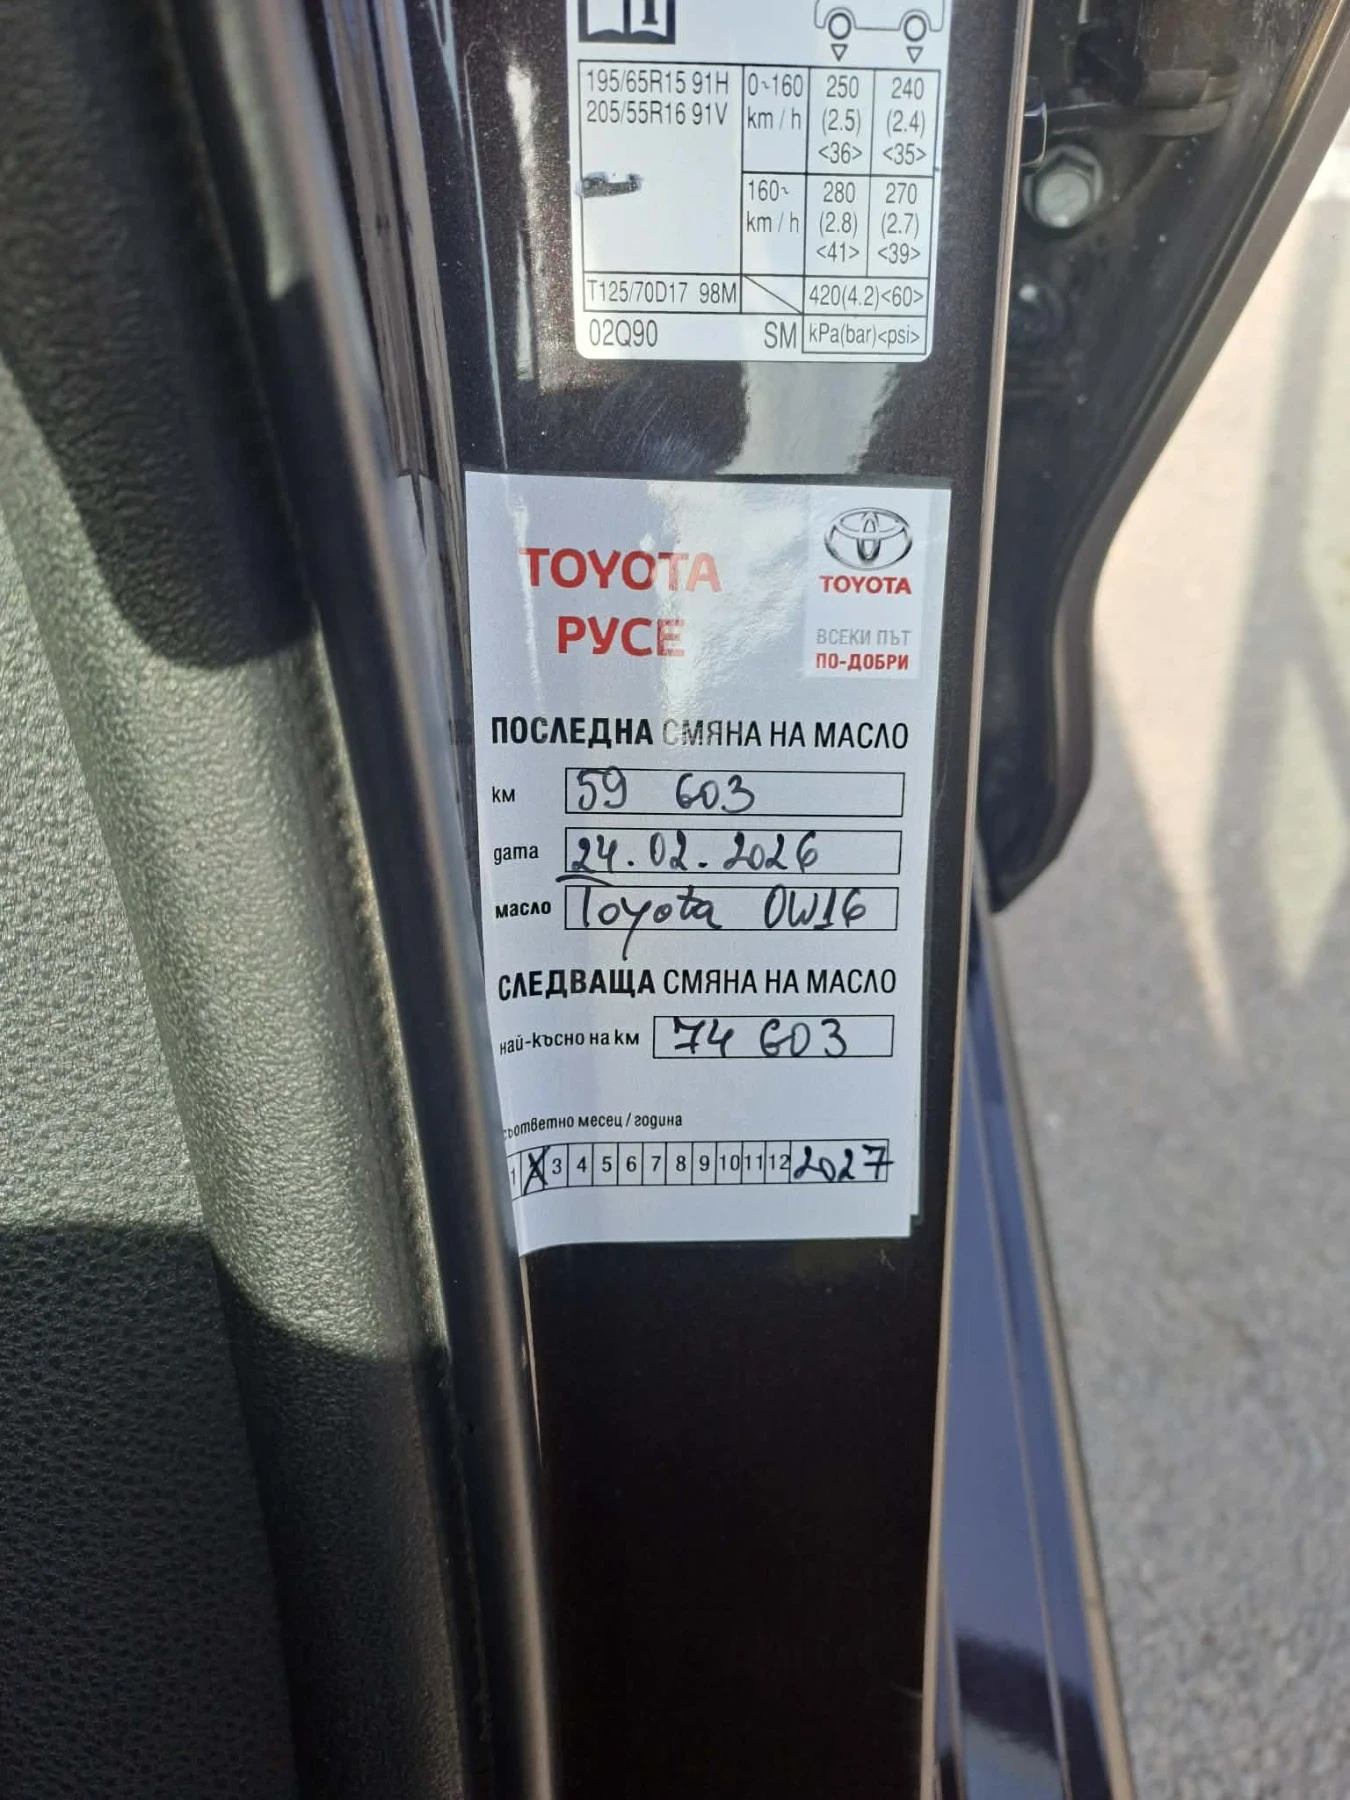 i
195/65R15 91H 0~160 250 240
205/55R16 91V km/h (2.5) (2.4)
<36> <35>
160~ 280 270
km/h (2.8) (2.7)
<41> <39>
T125/70D17 98M 420(4.2)<60>
02Q90 SM kPa(bar)<psi>
TOYOTA
РУСЕ
TOYOTA
ВСЕКИ ПЪТ
ПО-ДОБРИ
ПОСЛЕДНА СМЯНА НА МАСЛО
км 59 603
дата 24.02.2026
масло Toyota 0W16
СЛЕДВАЩА СМЯНА НА МАСЛО
най-късно на км 74 603
съответно месец / година
1 2 3 4 5 6 7 8 9 10 11 12 2027